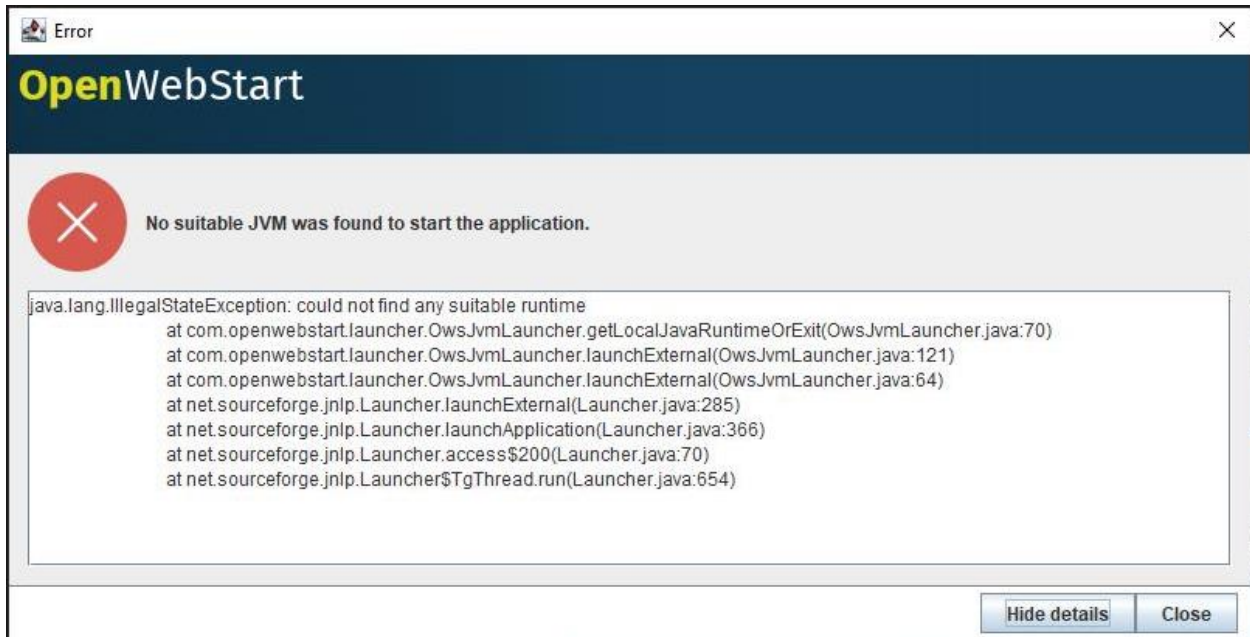 Error
OpenWebStart
No suitable JVM was found to start the application.
java.lang.IllegalStateException: could not find any suitable runtime
at com.openwebstart.launcher.OwsJvmLauncher.getLocalJavaRuntimeOrExit(OwsJvmLauncher.java:70)
at com.openwebstart.launcher.OwsJvmLauncher.launchExternal(OwsJvmLauncher.java:121)
at com.openwebstart.launcher.OwsJvmLauncher.launchExternal(OwsJvmLauncher.java:64)
at net.sourceforge.jnlp.Launcher.launchExternal(Launcher.java:285)
at net.sourceforge.jnlp.Launcher.launchApplication(Launcher.java:366)
at net.sourceforge.jnlp.Launcher.access$200(Launcher.java:70)
at net.sourceforge.jnlp.Launcher$TgThread.run(Launcher.java:654)
Hide details Close